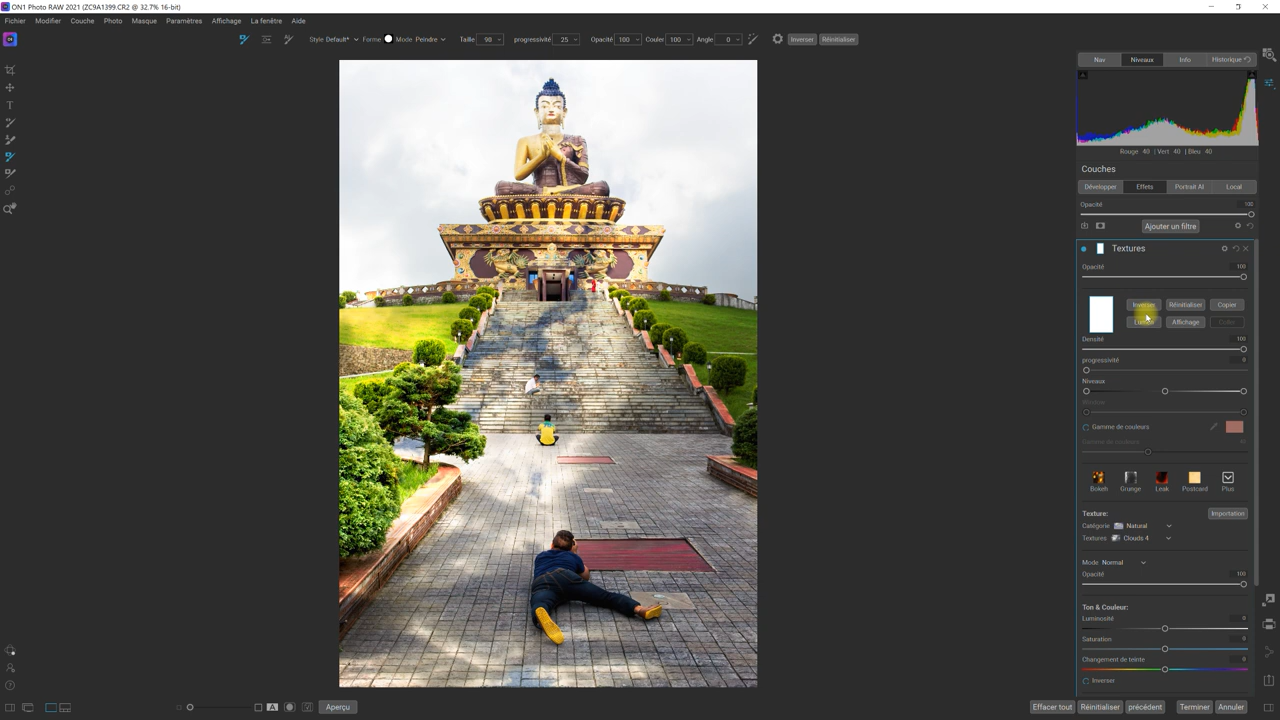 ON1 Photo RAW 2021 (ZC9A1399.CR2 @ 32.7% 16-bit)
Fichier Modifier Couche Photo Masque Paramètres Affichage La fenêtre Aide
Style Default* Forme Mode Peindre Taille 90 progressivité 25 Opacité 100 Couler 100 Angle 0 Inverser Réinitialiser
Nav Niveaux Info Historique
Rouge 40 | Vert 40 | Bleu 40
Couches
Développer Effets Portrait AI Local
Opacité 100
Ajouter un filtre
Textures
Opacité 100
Inverser Réinitialiser Copier
Affichage
Densité 100
progressivité 0
Niveaux
Gamme de couleurs
Bokeh Grunge Leak Postcard Plus
Texture: Importation
Catégorie Natural
Textures Clouds 4
Mode Normal
Opacité 100
Ton & Couleur:
Luminosité 0
Saturation 0
Changement de teinte 0
Inverser
A Aperçu Effacer tout Réinitialiser précédent Terminer Annuler